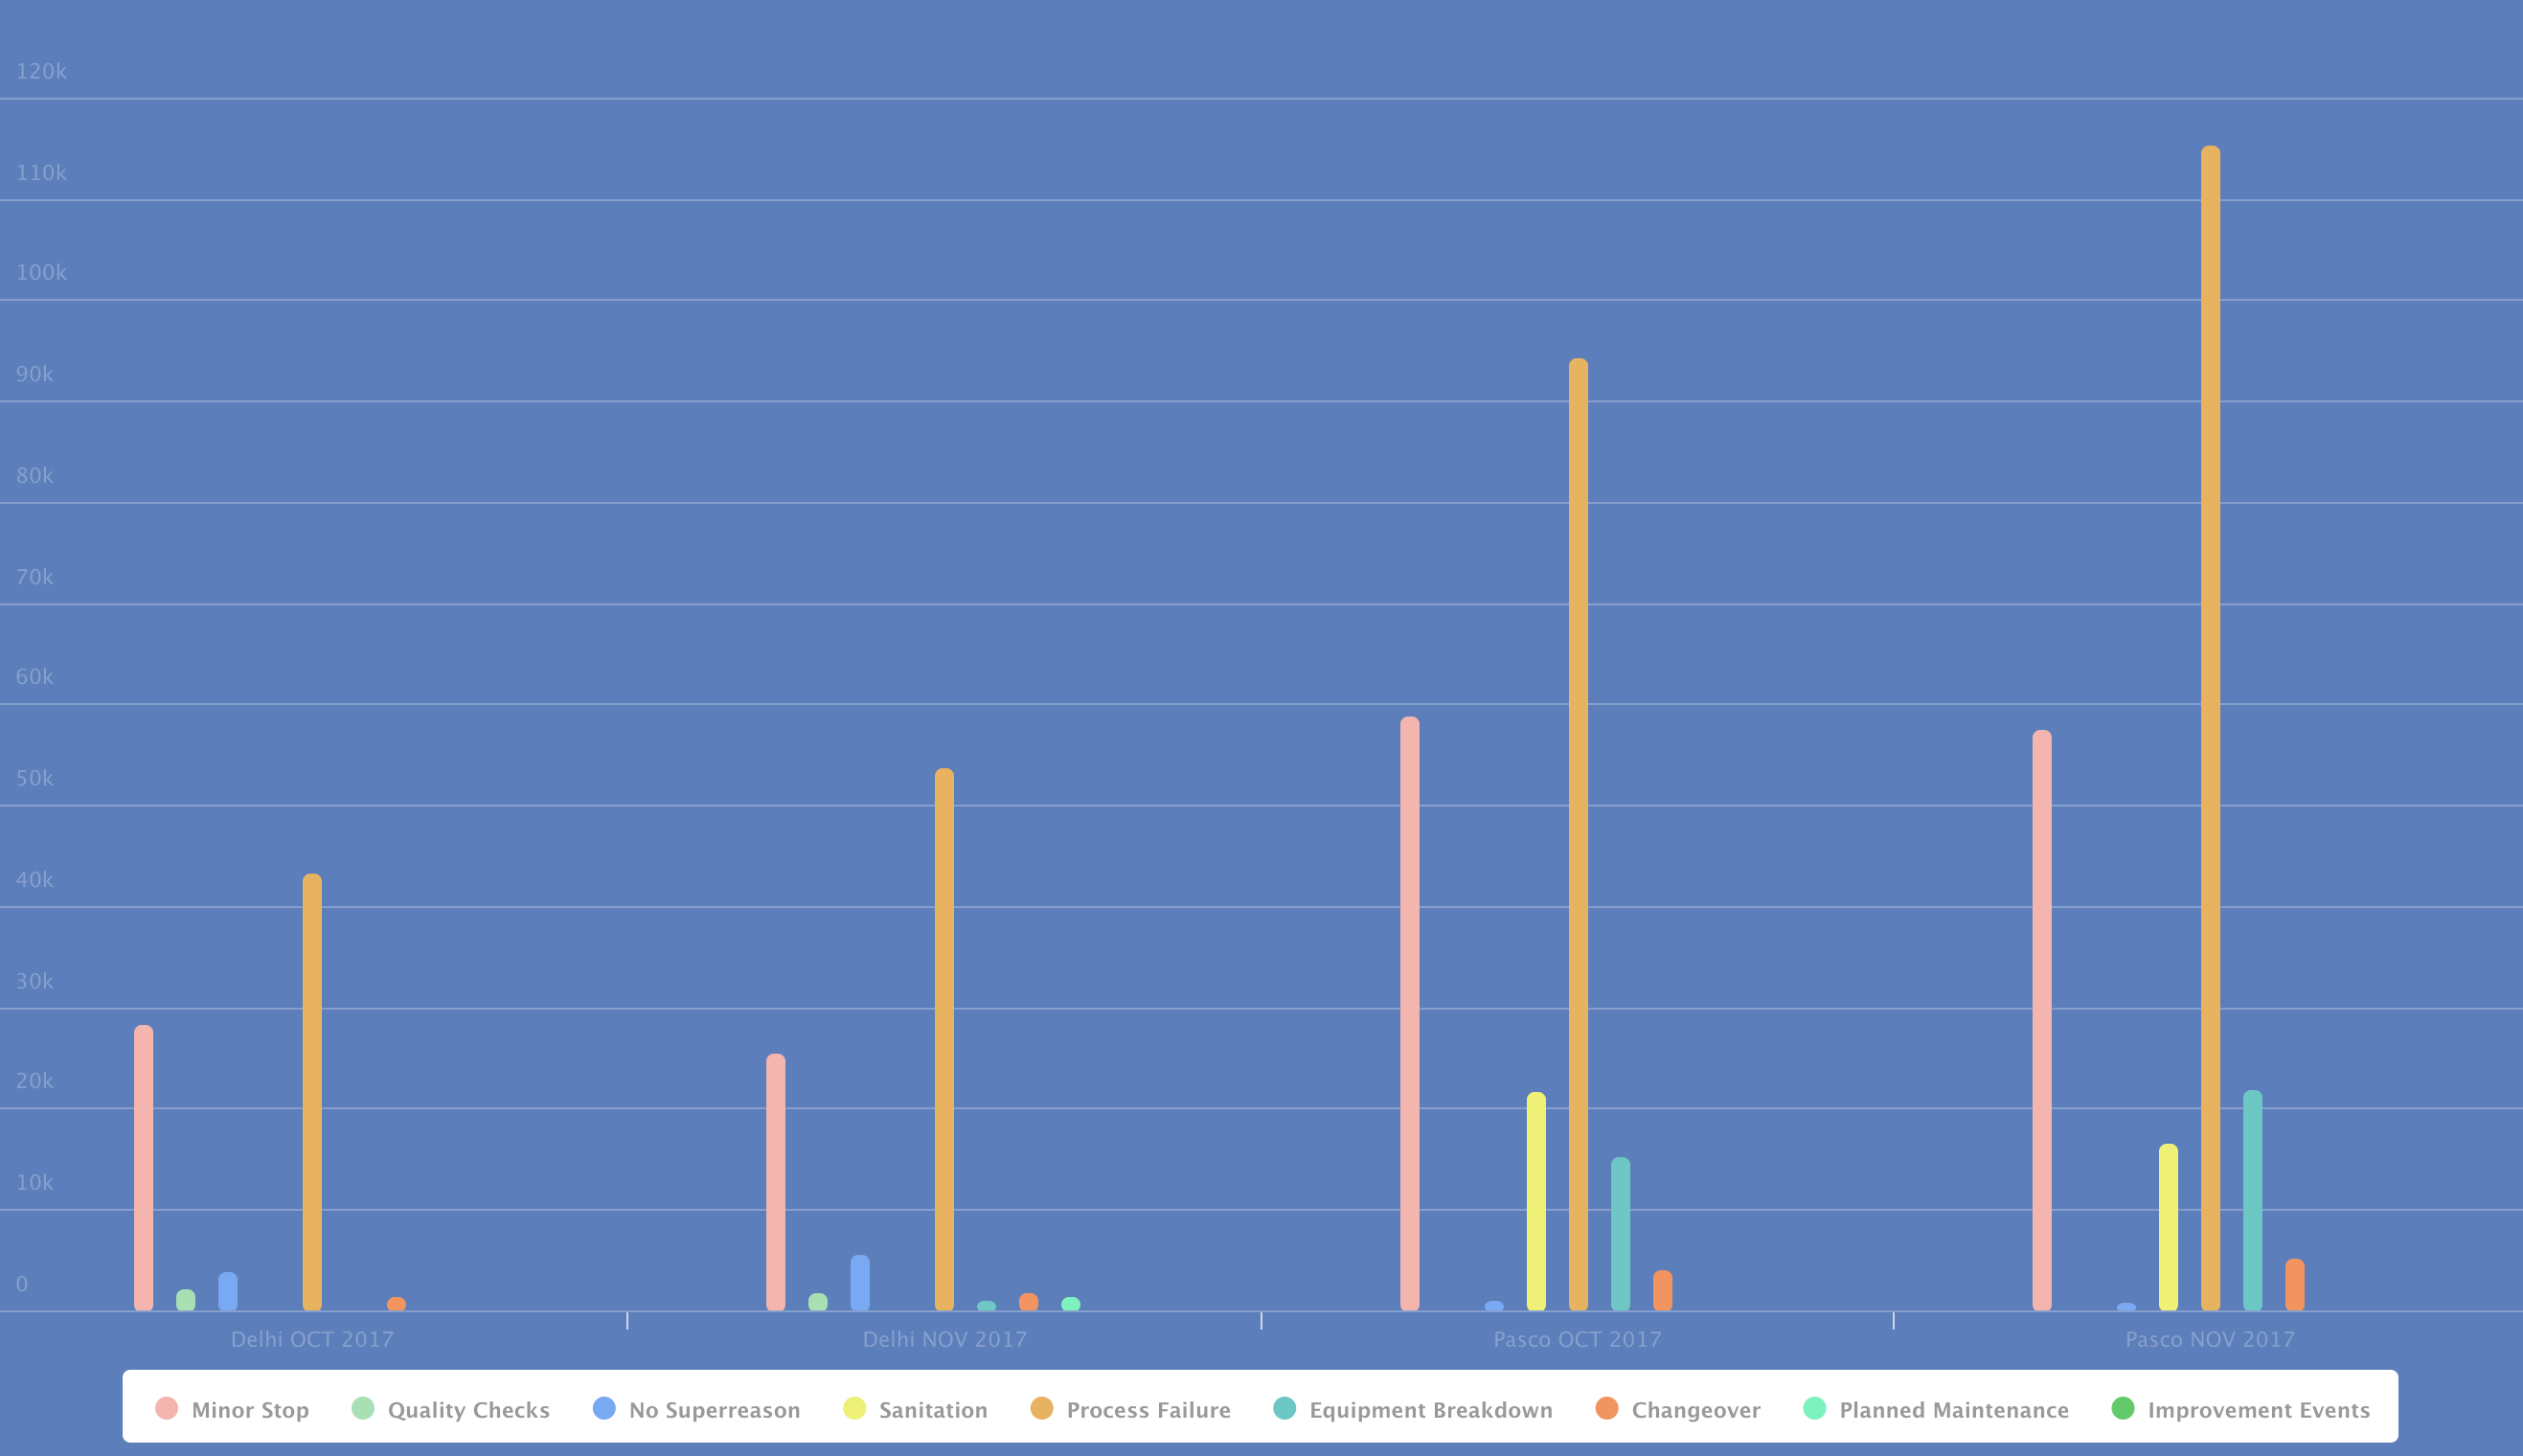 120k
110k
100k
90k
80k
70k
60k
50k
40k
30k
20k
10k
0
Delhi OCT 2017 Delhi NOV 2017 Pasco OCT 2017 Pasco NOV 2017
Minor Stop Quality Checks No Superreason Sanitation Process Failure Equipment Breakdown Changeover Planned Maintenance Improvement Events